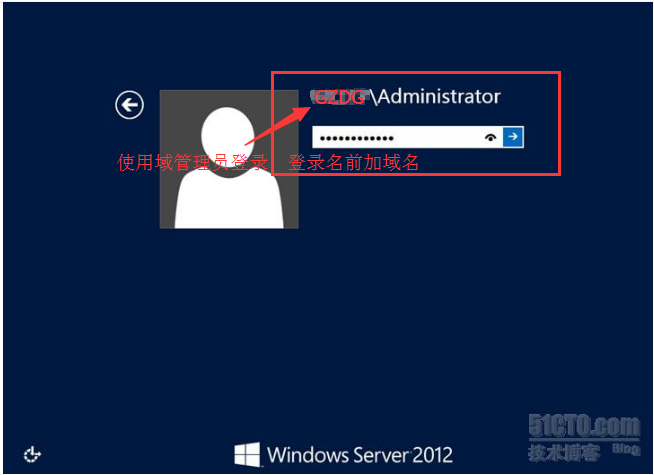 GZDG\Administrator
使用域管理员登录 登录名前加域名
Windows Server 2012
51CTO.com
技术博客 Blog